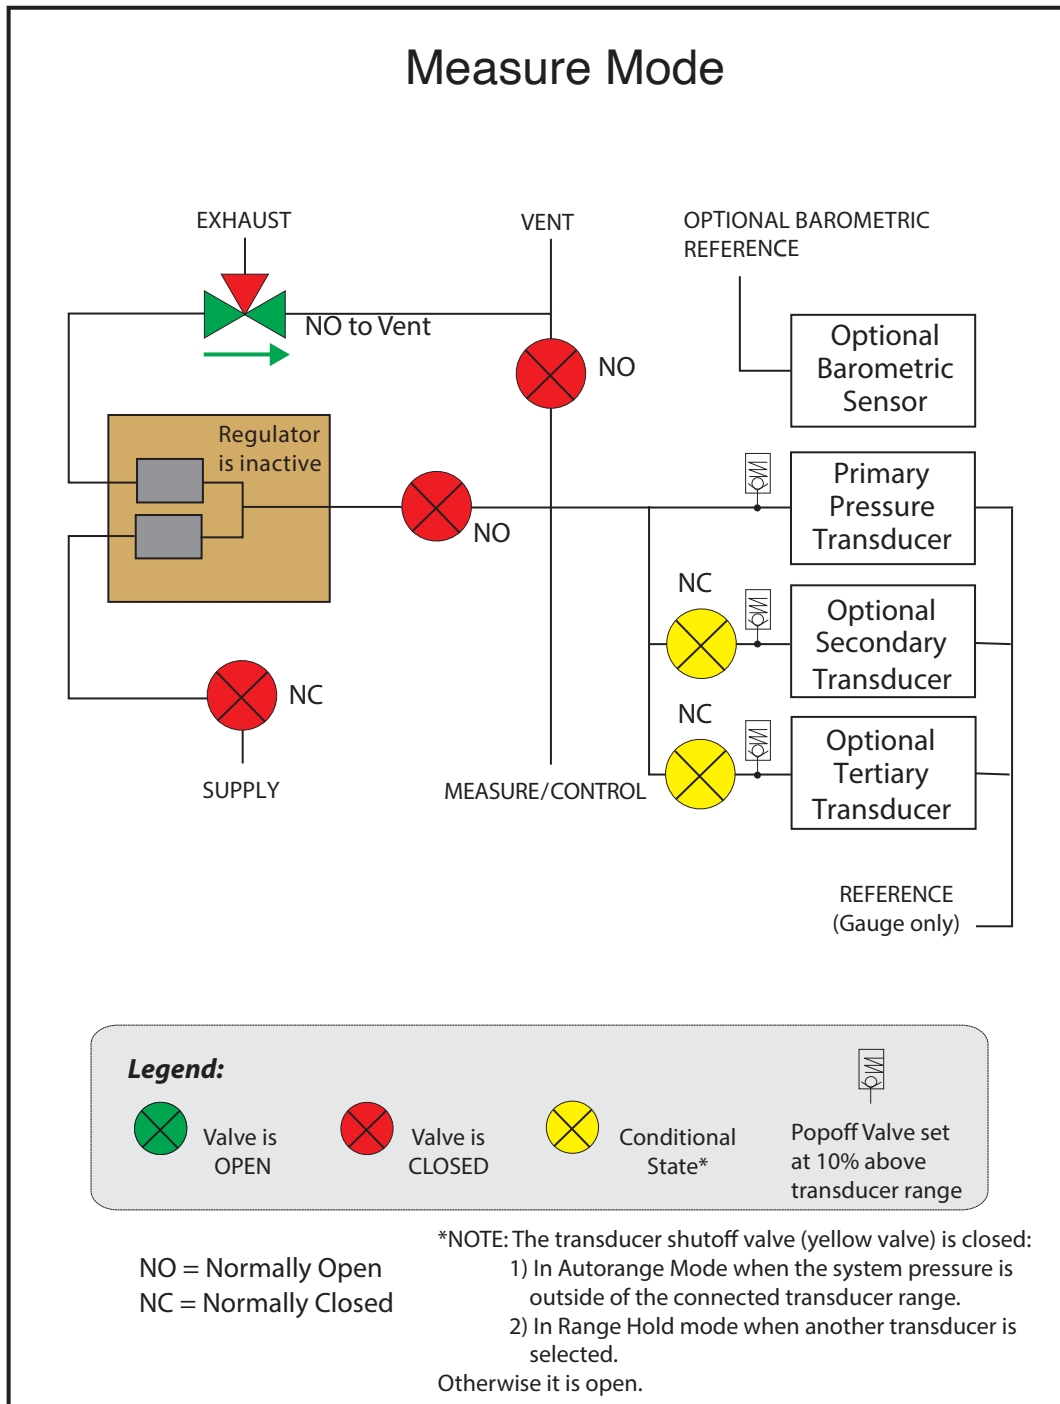 Measure Mode
EXHAUST
VENT
OPTIONAL BAROMETRIC
REFERENCE
NO to Vent
NO
Optional
Barometric
Sensor
Regulator
is inactive
NO
Primary
Pressure
Transducer
NC
Optional
Secondary
Transducer
NC
NC
Optional
Tertiary
Transducer
SUPPLY
MEASURE/CONTROL
REFERENCE
(Gauge only)
Legend:
Valve is
OPEN
Valve is
CLOSED
Conditional
State*
Popoff Valve set
at 10% above
transducer range
NO = Normally Open
NC = Normally Closed
*NOTE: The transducer shutoff valve (yellow valve) is closed:
1) In Autorange Mode when the system pressure is
outside of the connected transducer range.
2) In Range Hold mode when another transducer is
selected.
Otherwise it is open.